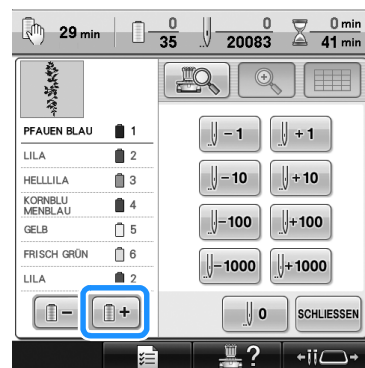 29 min
0
35
0
20083
0 min
41 min
PFAUEN BLAU 1
LILA 2
HELLLILA 3
KORNBLU
MENBLAU 4
GELB 5
FRISCH GRÜN 6
LILA 2
-1
+1
-10
+10
-100
+100
-1000
+1000
-
+
0
SCHLIESSEN
?